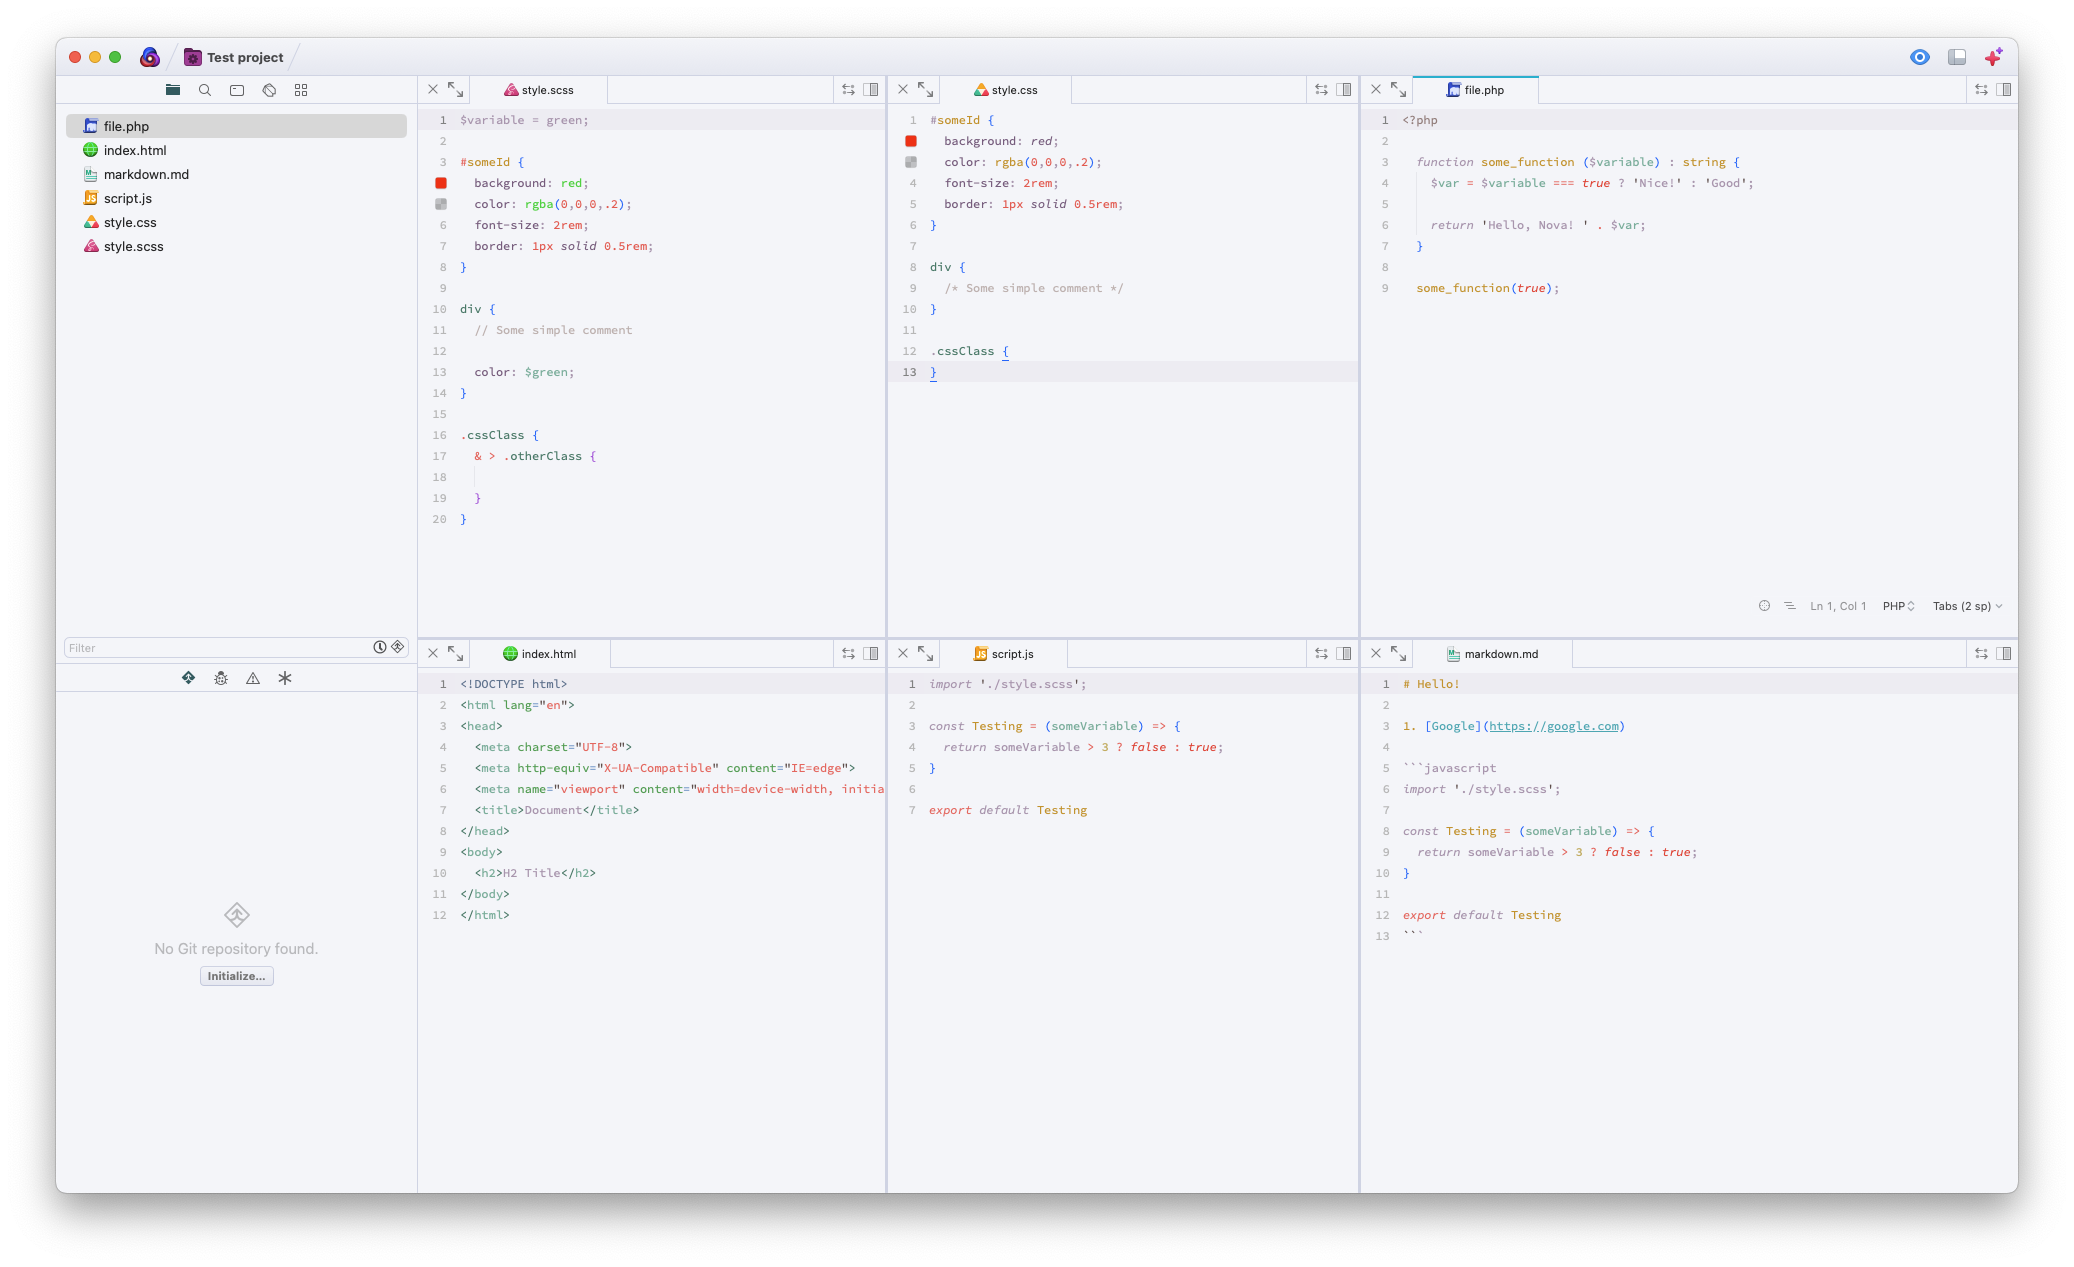 Test project
file.php
index.html
markdown.md
script.js
style.css
style.scss
Filter
No Git repository found.
Initialize...
style.scss
1 $variable = green;
2
3 #someId {
background: red;
color: rgba(0,0,0,.2);
6 font-size: 2rem;
7 border: 1px solid 0.5rem;
8 }
9
10 div {
11 // Some simple comment
12
13 color: $green;
14 }
15
16 .cssClass {
17 & > .otherClass {
18
19 }
20 }
style.css
1 #someId {
background: red;
color: rgba(0,0,0,.2);
4 font-size: 2rem;
5 border: 1px solid 0.5rem;
6 }
7
8 div {
9 /* Some simple comment */
10 }
11
12 .cssClass {
13 }
file.php
1 <?php
2
3 function some_function ($variable) : string {
4 $var = $variable === true ? 'Nice!' : 'Good';
5
6 return 'Hello, Nova! ' . $var;
7 }
8
9 some_function(true);
Ln 1, Col 1 PHP Tabs (2 sp)
index.html
1 <!DOCTYPE html>
2 <html lang="en">
3 <head>
4 <meta charset="UTF-8">
5 <meta http-equiv="X-UA-Compatible" content="IE=edge">
6 <meta name="viewport" content="width=device-width, initia
7 <title>Document</title>
8 </head>
9 <body>
10 <h2>H2 Title</h2>
11 </body>
12 </html>
script.js
1 import './style.scss';
2
3 const Testing = (someVariable) => {
4 return someVariable > 3 ? false : true;
5 }
6
7 export default Testing
markdown.md
1 # Hello!
2
3 1. [Google](https://google.com)
4
5 ```javascript
6 import './style.scss';
7
8 const Testing = (someVariable) => {
9 return someVariable > 3 ? false : true;
10 }
11
12 export default Testing
13 ```